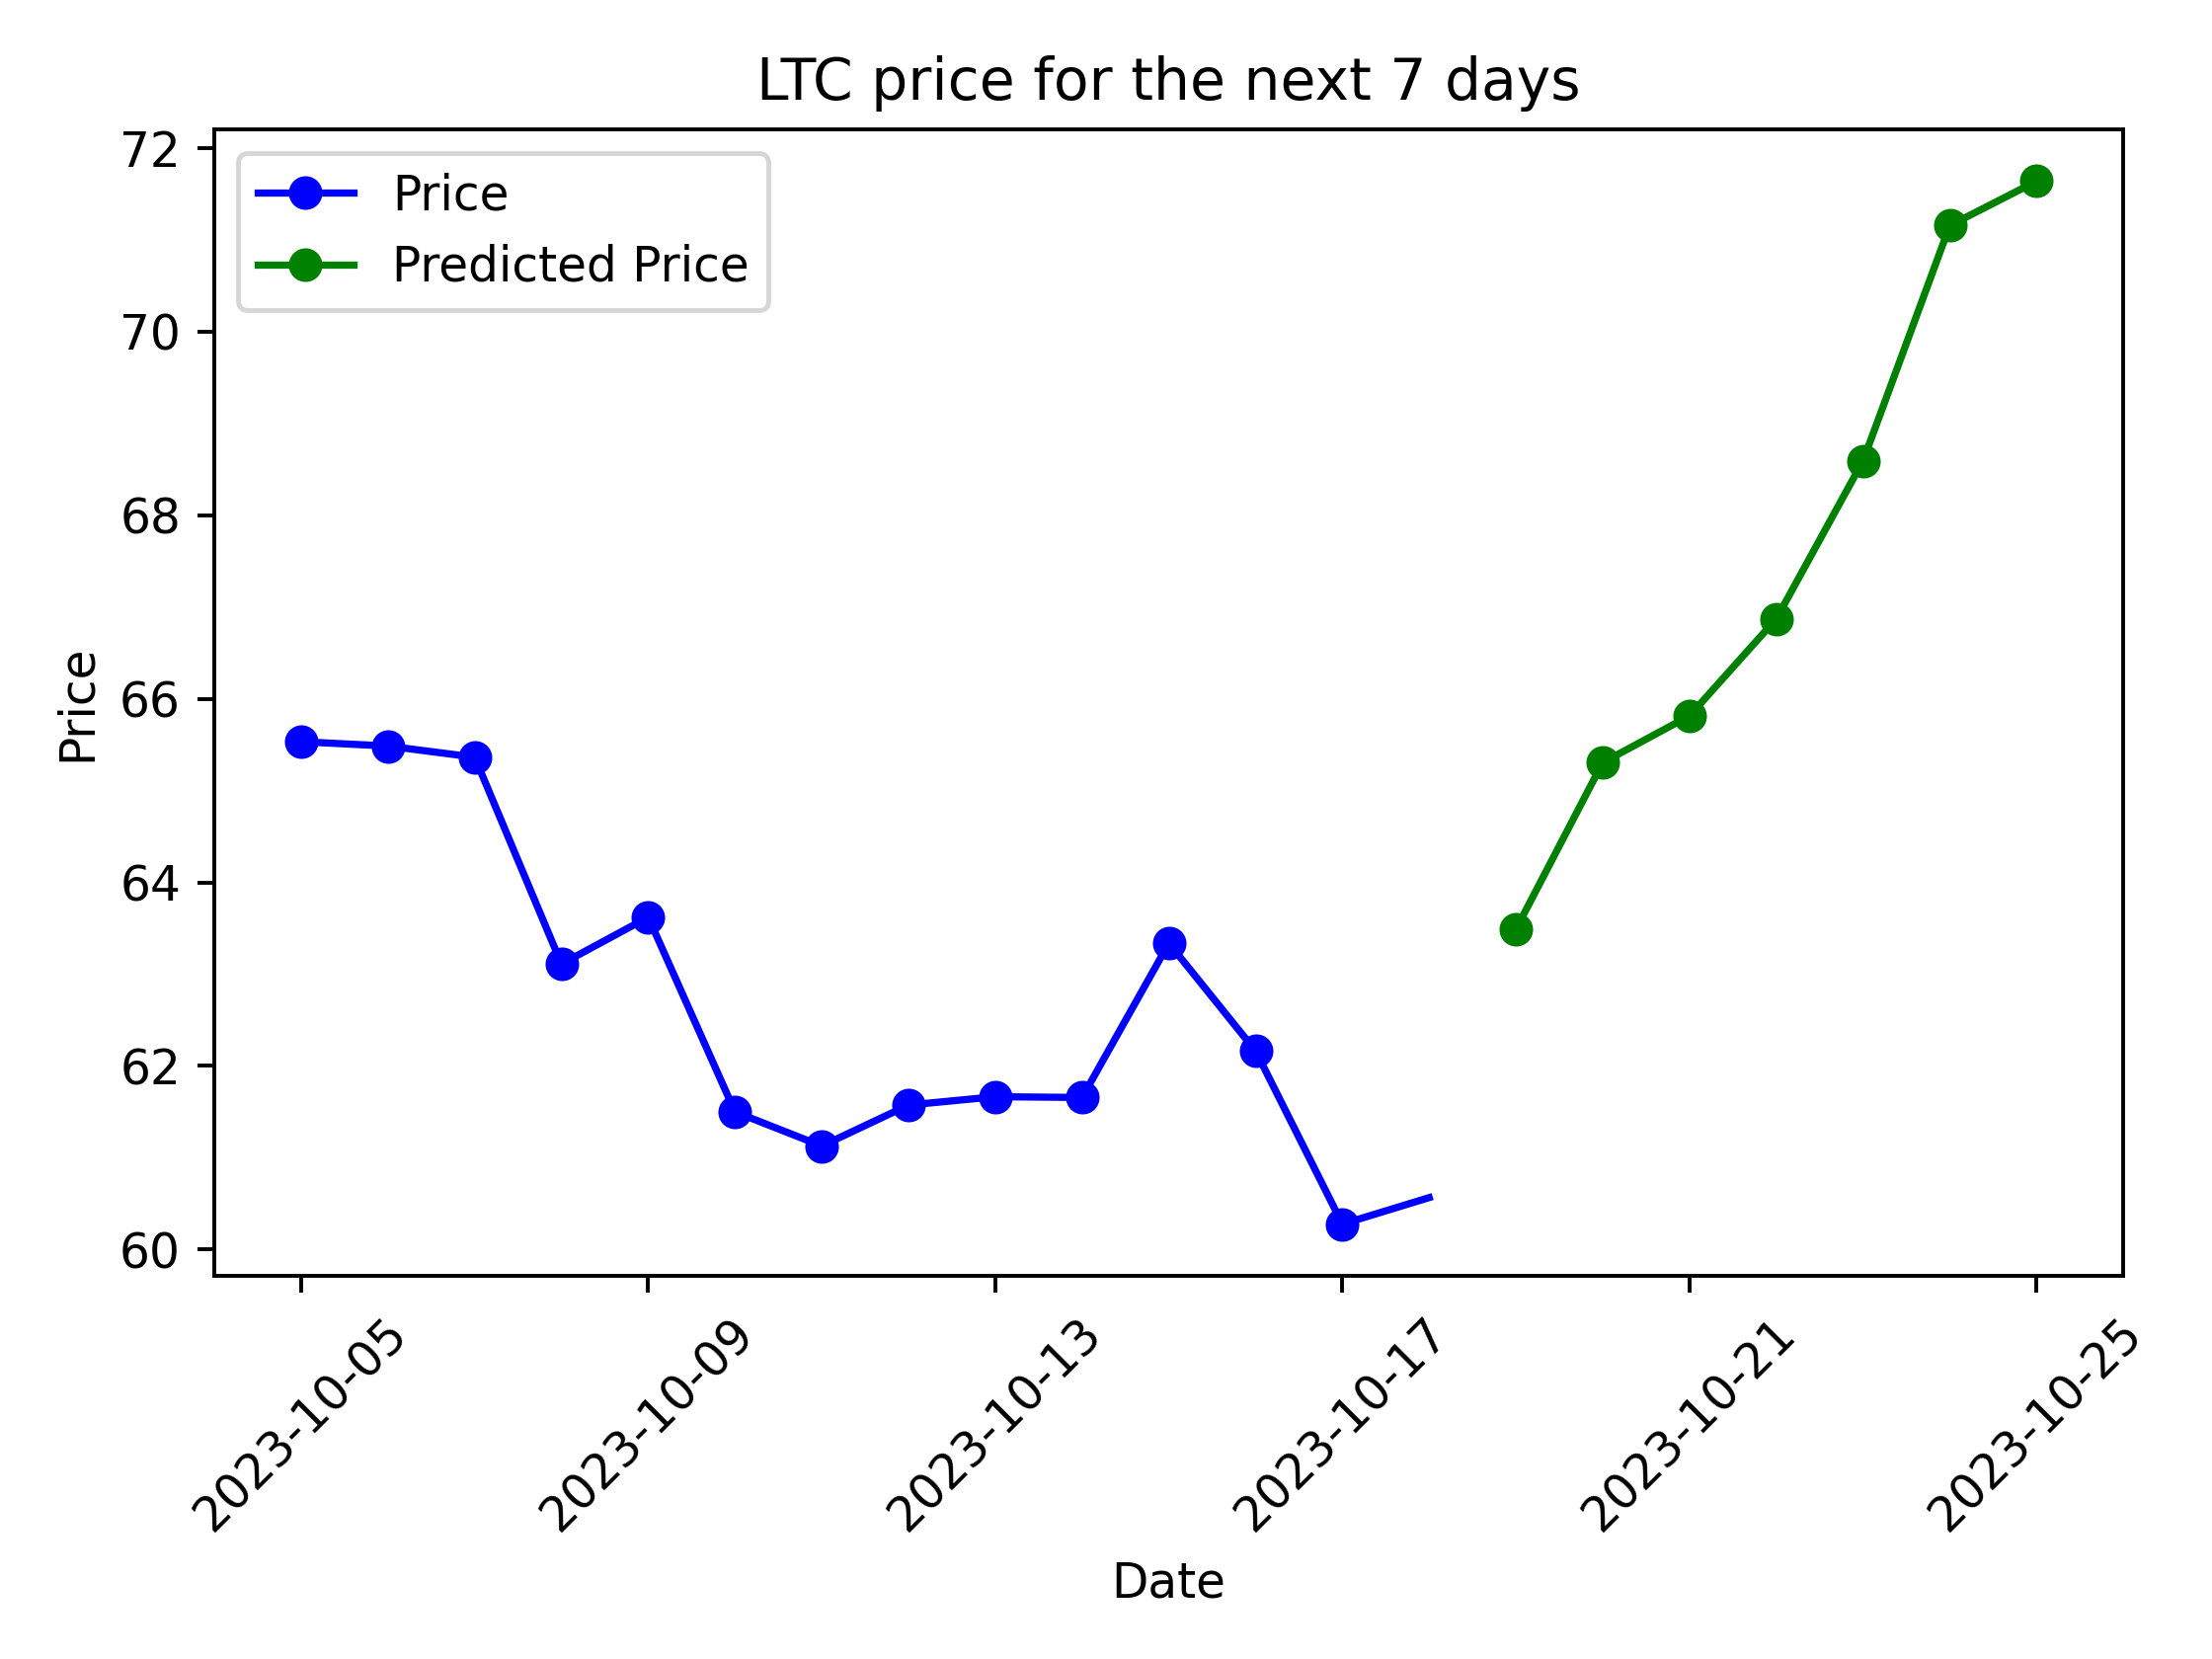 LTC price for the next 7 days
Price
Predicted Price
72
70
68
66
64
62
60
Price
2023-10-05
2023-10-09
2023-10-13
2023-10-17
2023-10-21
2023-10-25
Date